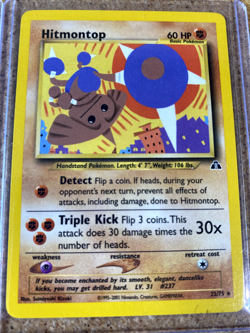 Hitmontop
60 HP
Basic Pokémon
Handstand Pokémon. Length: 4' 7", Weight: 106 lbs.
Detect Flip a coin. If heads, during your
opponent's next turn, prevent all effects of
attacks, including damage, done to Hitmontop.
Triple Kick Flip 3 coins. This
attack does 30 damage times the
number of heads.
30x
weakness
resistance
retreat cost
If you become enchanted by its smooth, elegant, dancelike
kicks, you may get drilled hard. LV. 31 #237
Illus. Sumiyoshi Kizuki
©1995-2001 Nintendo, Creatures, GAMEFREAK.